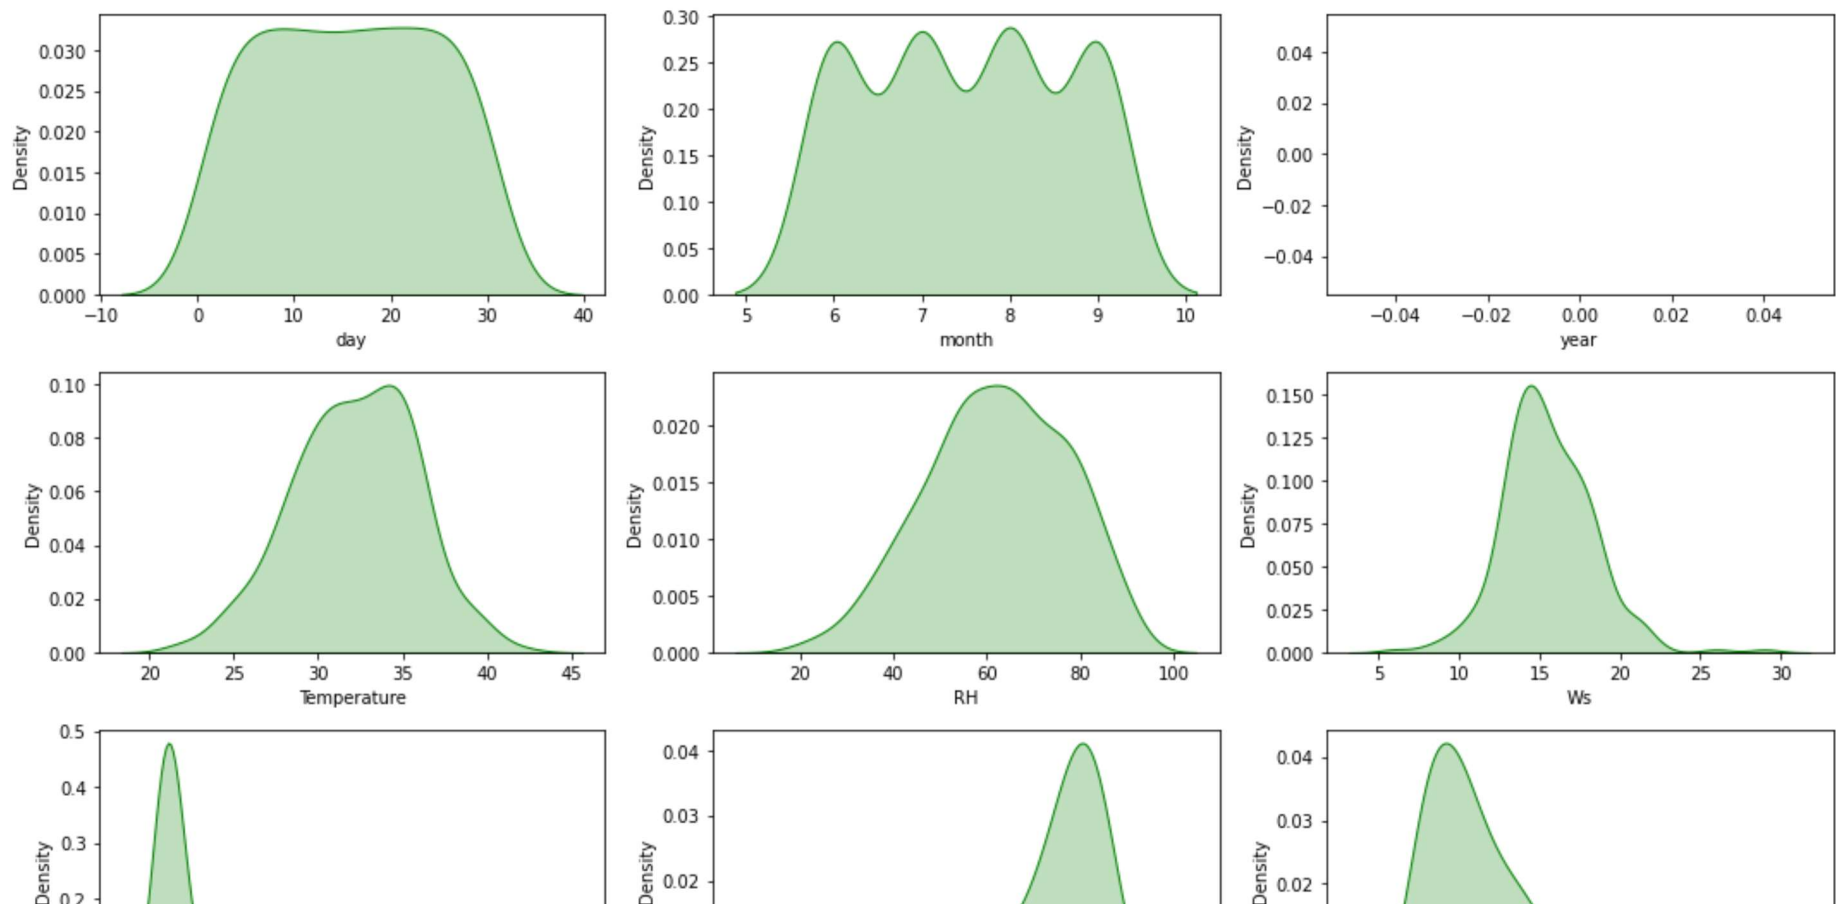 0.030
0.025
0.020
0.015
0.010
0.005
0.000
Density
−10 0 10 20 30 40
day
0.30
0.25
0.20
0.15
0.10
0.05
0.00
Density
5 6 7 8 9 10
month
0.04
0.02
0.00
−0.02
−0.04
Density
−0.04 −0.02 0.00 0.02 0.04
year
0.10
0.08
0.06
0.04
0.02
0.00
Density
20 25 30 35 40 45
Temperature
0.020
0.015
0.010
0.005
0.000
Density
20 40 60 80 100
RH
0.150
0.125
0.100
0.075
0.050
0.025
0.000
Density
5 10 15 20 25 30
Ws
0.5
0.4
0.3
0.2
Density
0.04
0.03
0.02
Density
0.04
0.03
0.02
Density